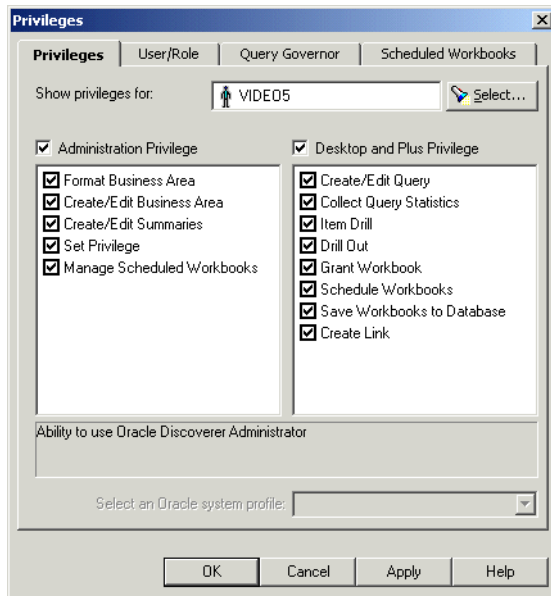 Privileges
Privileges User/Role Query Governor Scheduled Workbooks
Show privileges for: VIDEO5 Select...
Administration Privilege
Format Business Area
Create/Edit Business Area
Create/Edit Summaries
Set Privilege
Manage Scheduled Workbooks
Desktop and Plus Privilege
Create/Edit Query
Collect Query Statistics
Item Drill
Drill Out
Grant Workbook
Schedule Workbooks
Save Workbooks to Database
Create Link
Ability to use Oracle Discoverer Administrator
Select an Oracle system profile:
OK Cancel Apply Help